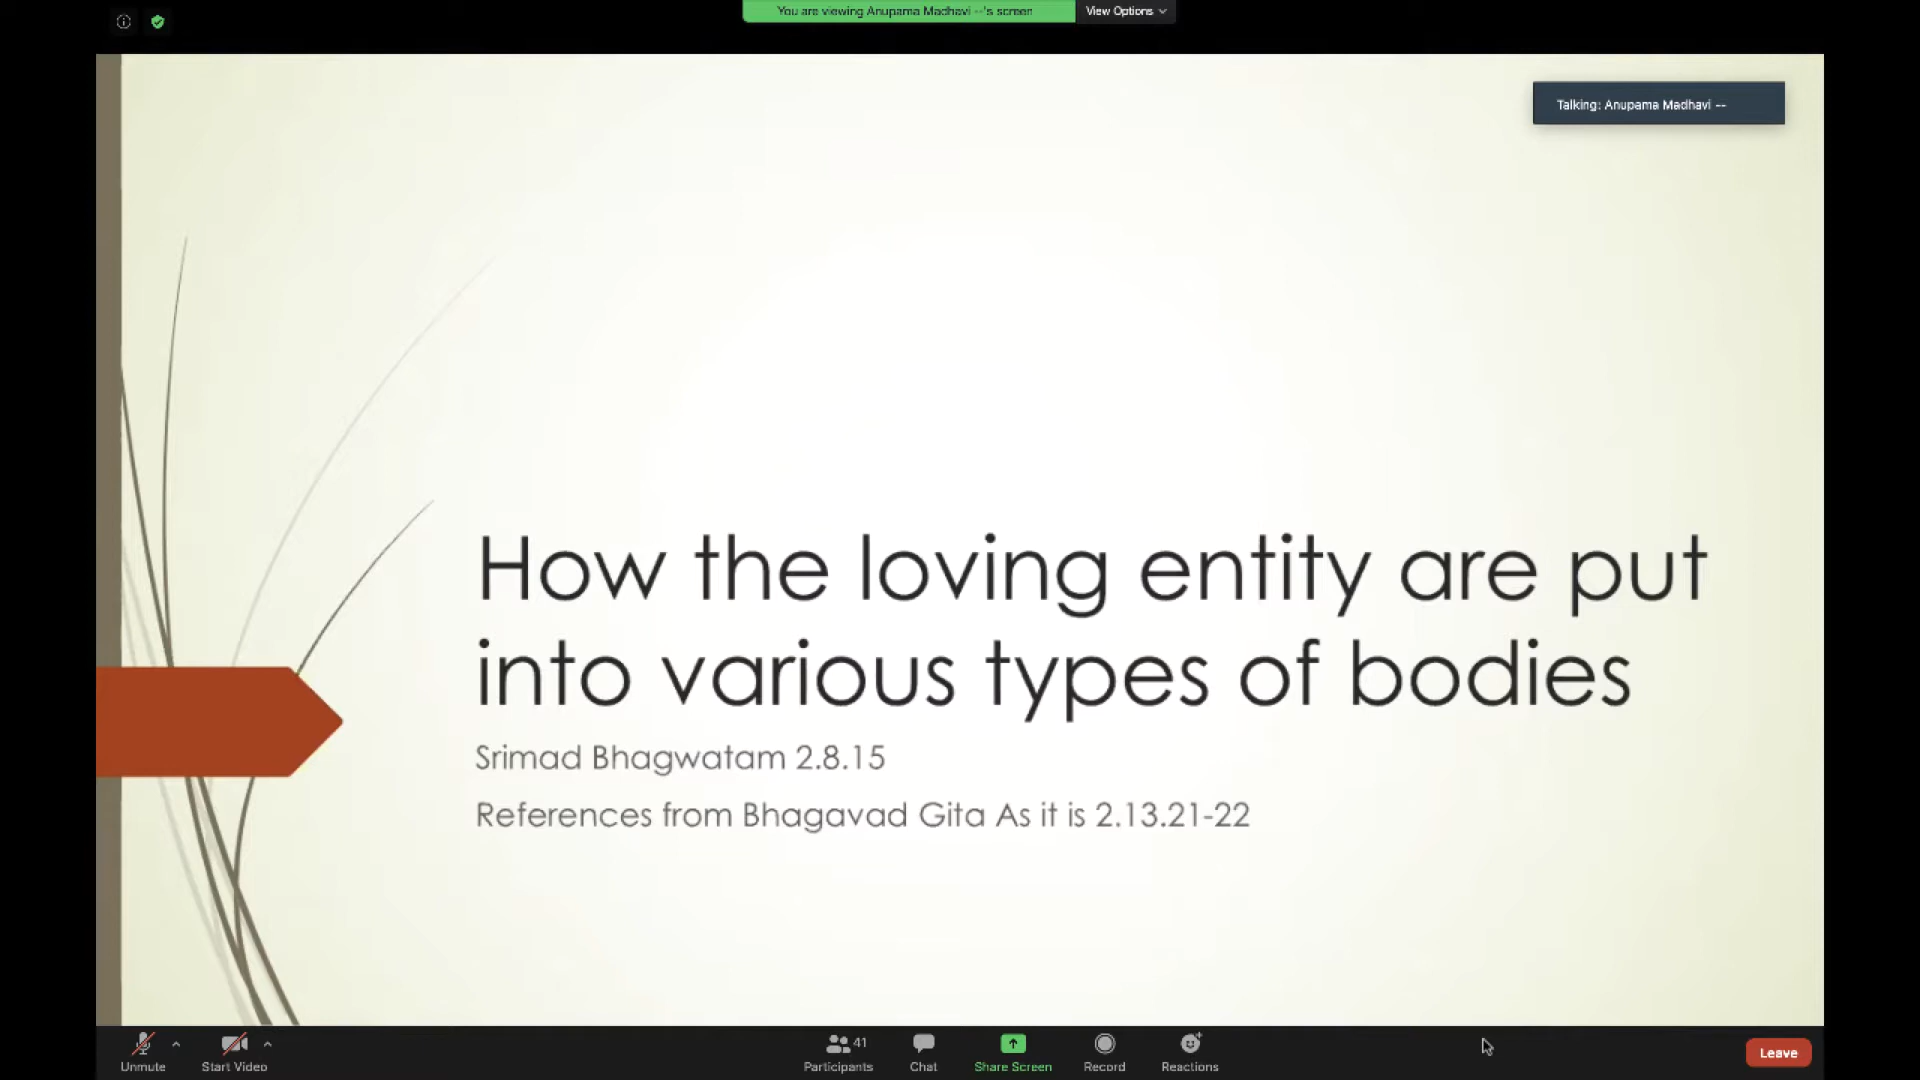 You are viewing Anupama Madhavi --'s screen
View Options
Talking: Anupama Madhavi --
How the loving entity are put
into various types of bodies
Srimad Bhagwatam 2.8.15
References from Bhagavad Gita As it is 2.13.21-22
41
Unmute
Start Video
Participants
Chat
Share Screen
Record
Reactions
Leave